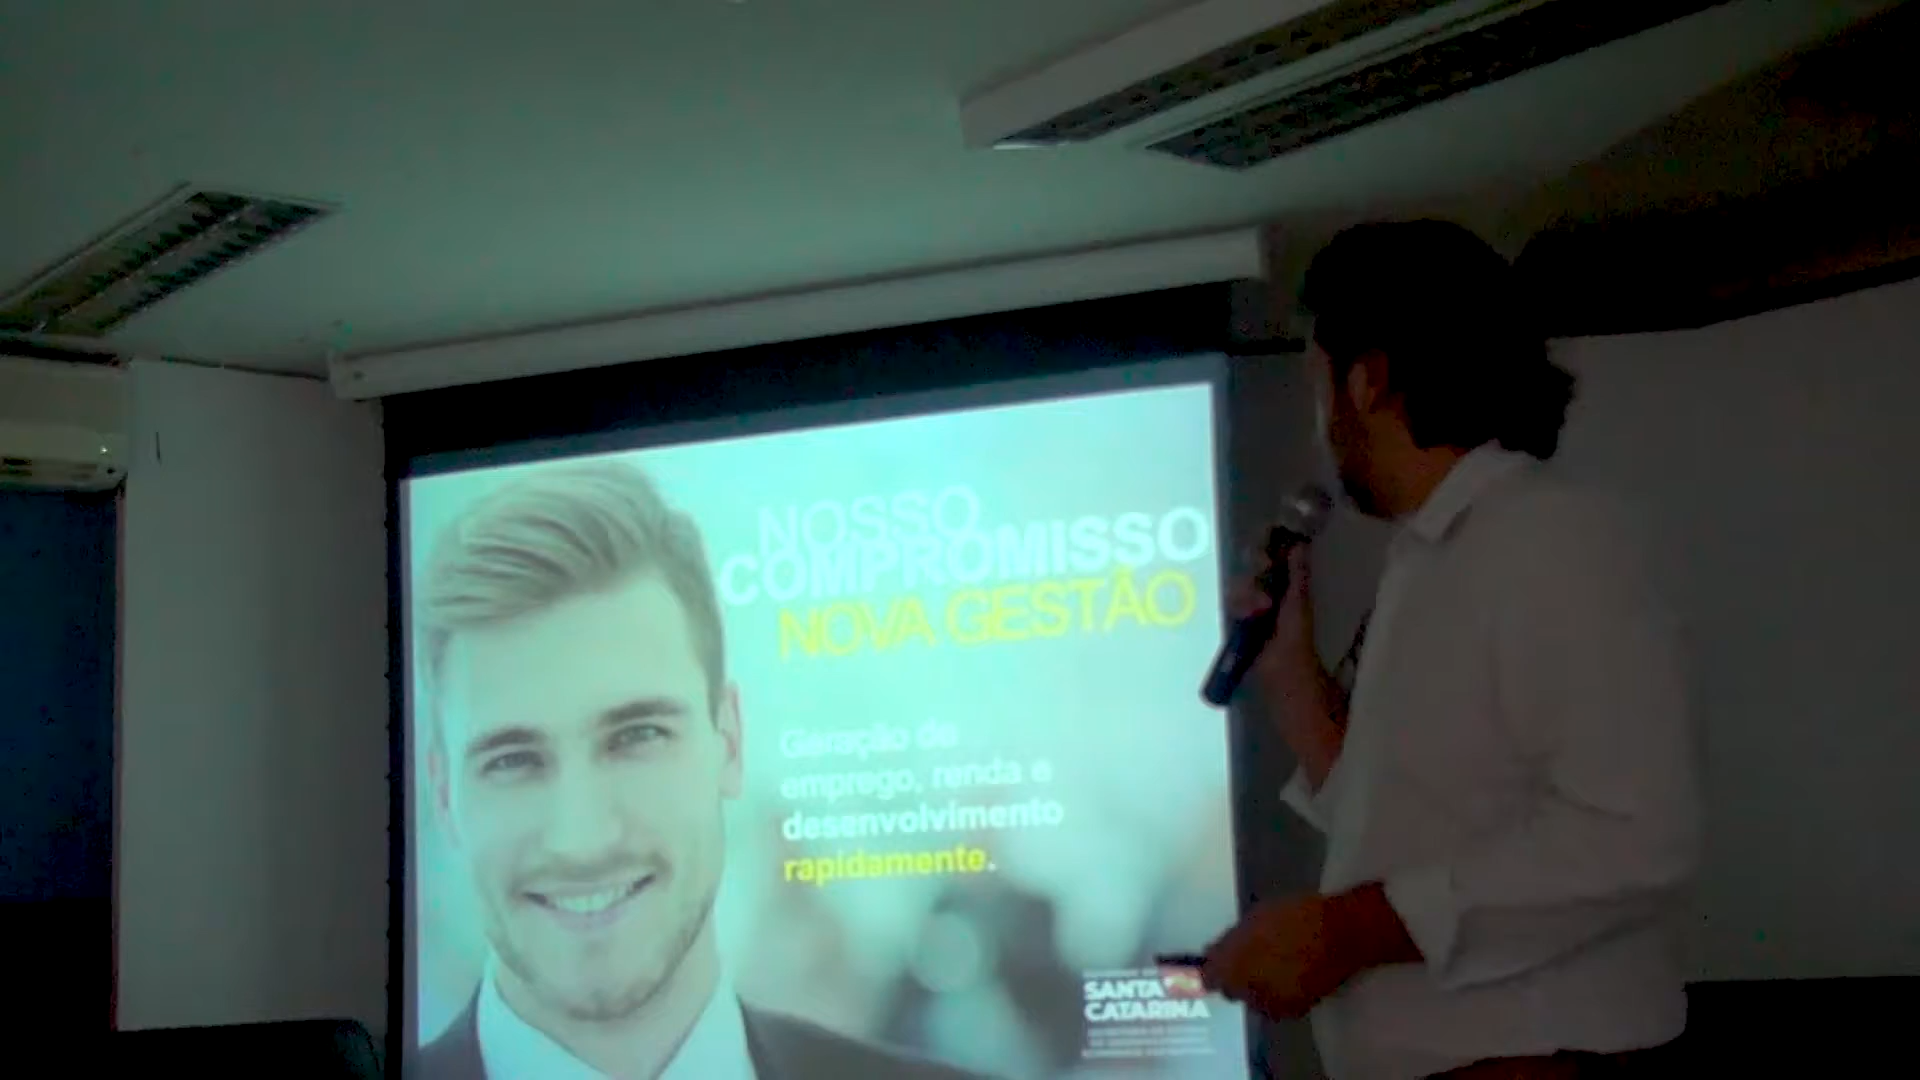 NOSSO
COMPROMISSO
NOVA GESTÃO
Geração de
emprego, renda e
desenvolvimento
rapidamente.
SANTA
CATARINA